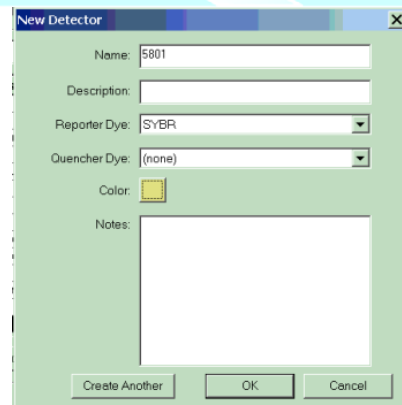 New Detector
Name: 5801
Description:
Reporter Dye: SYBR
Quencher Dye: (none)
Color:
Notes:
Create Another OK Cancel